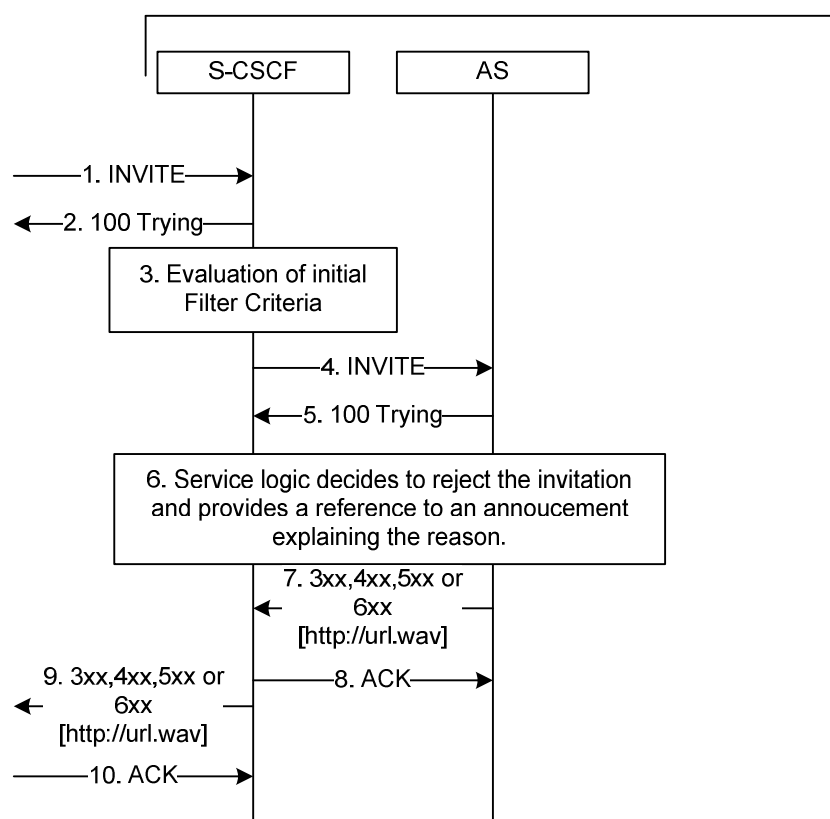 S-CSCF
AS
1. INVITE
2. 100 Trying
3. Evaluation of initial
Filter Criteria
4. INVITE
5. 100 Trying
6. Service logic decides to reject the invitation
and provides a reference to an annoucement
explaining the reason.
7. 3xx,4xx,5xx or
6xx
[http://url.wav]
8. ACK
9. 3xx,4xx,5xx or
6xx
[http://url.wav]
10. ACK